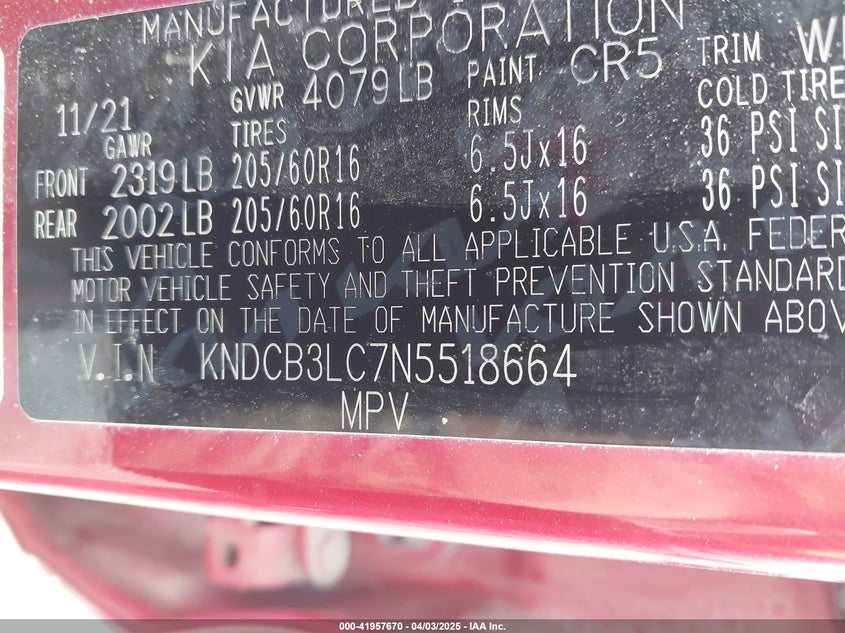 MANUFACTURED
KIA CORPORATION
11/21 GVWR 4079LB PAINT CR5 TRIM
GAWR TIRES RIMS COLD TIRE
FRONT 2319LB 205/60R16 6.5Jx16 36 PSI
REAR 2002LB 205/60R16 6.5Jx16 36 PSI
THIS VEHICLE CONFORMS TO ALL APPLICABLE U.S.A. FEDER
MOTOR VEHICLE SAFETY AND THEFT PREVENTION STANDARD
IN EFFECT ON THE DATE OF MANUFACTURE SHOWN ABOV
V.I.N KNDCB3LC7N5518664
MPV
000-41957670 | 04/03/2025 - IAA Inc.